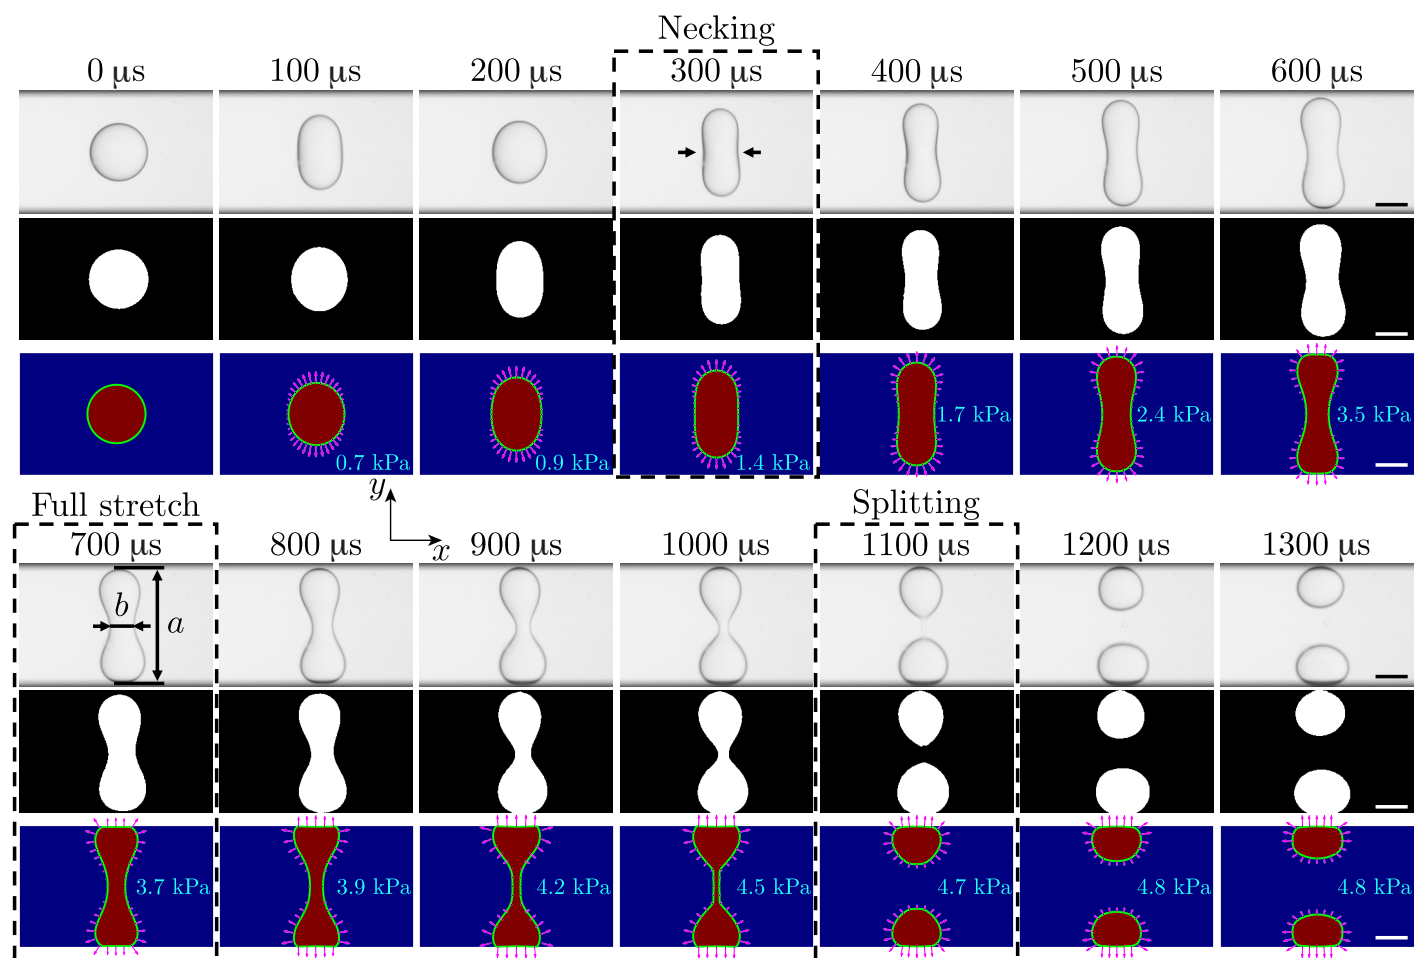 Necking
0 μs 100 μs 200 μs 300 μs 400 μs 500 μs 600 μs
0.7 kPa 0.9 kPa 1.4 kPa 1.7 kPa 2.4 kPa 3.5 kPa
y
x
Full stretch Splitting
700 μs 800 μs 900 μs 1000 μs 1100 μs 1200 μs 1300 μs
b a
3.7 kPa 3.9 kPa 4.2 kPa 4.5 kPa 4.7 kPa 4.8 kPa 4.8 kPa